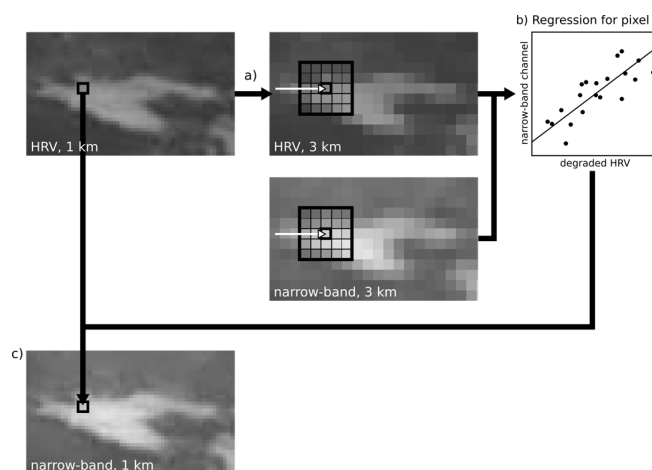 b) Regression for pixel
a)
narrow-band channel
HRV, 1 km
HRV, 3 km
degraded HRV
narrow-band, 3 km
c)
narrow-band, 1 km